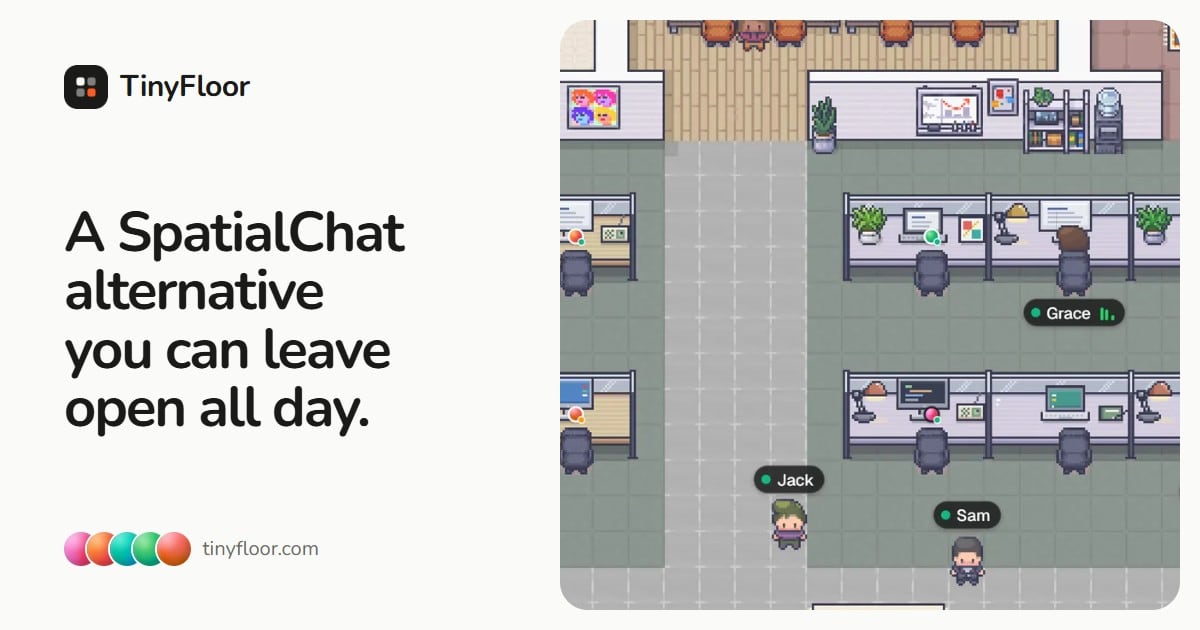 TinyFloor
A SpatialChat
alternative
you can leave
open all day.
tinyfloor.com
Grace
Jack
Sam